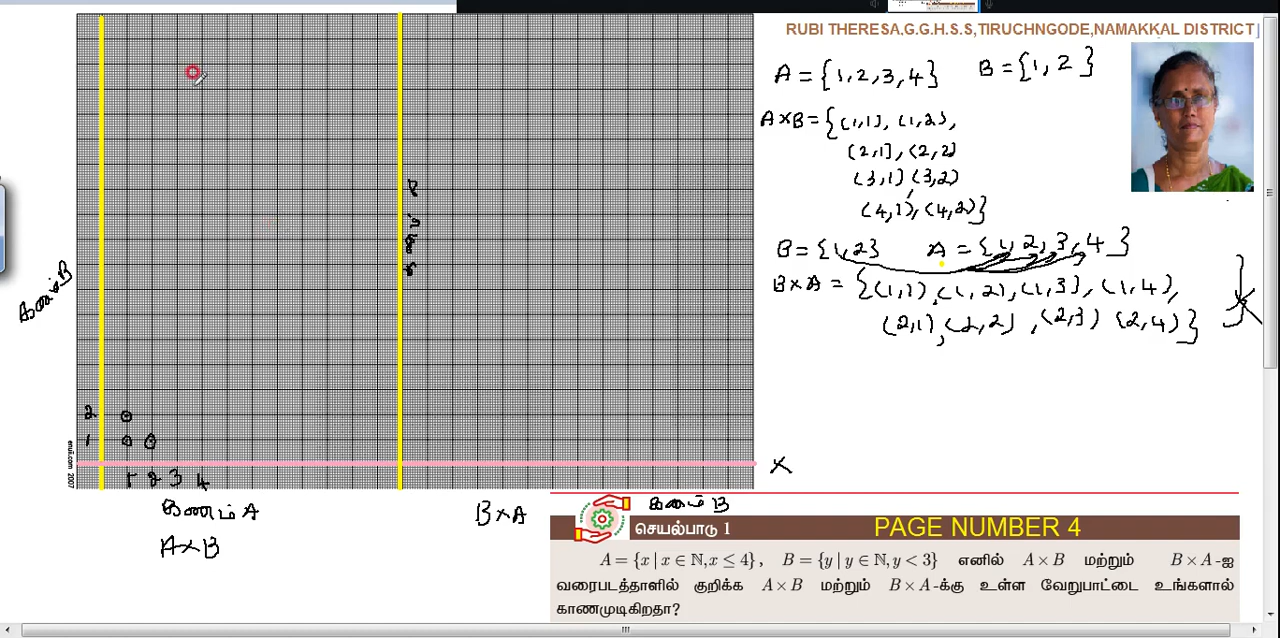 RUBI THERESA,G.G.H.S.S,TIRUCHNGODE,NAMAKKAL DISTRICT
A = {1,2,3,4} B = {1, 2 }
A×B = {(1,1), (1,2),
(2,1), (2,2)
(3,1), (3,2)
(4,1), (4,2)}
B = {1,2} A = {1,2,3,4}
B×A = {(1,1), (1,2), (1,3), (1,4),
(2,1), (2,2), (2,3) (2,4)}
கணம் B
2
1
1 2 3 4
X
கணம் A
A×B
B×A
கணம் B
enuii.com 2007
செயல்பாடு 1 PAGE NUMBER 4
A = {x | x ∈ ℕ, x ≤ 4}, B = {y | y ∈ ℕ, y < 3} எனில் A×B மற்றும் B×A-ஐ
வரைபடத்தாளில் குறிக்க A×B மற்றும் B×A-க்கு உள்ள வேறுபாட்டை உங்களால்
காணமுடிகிறதா?